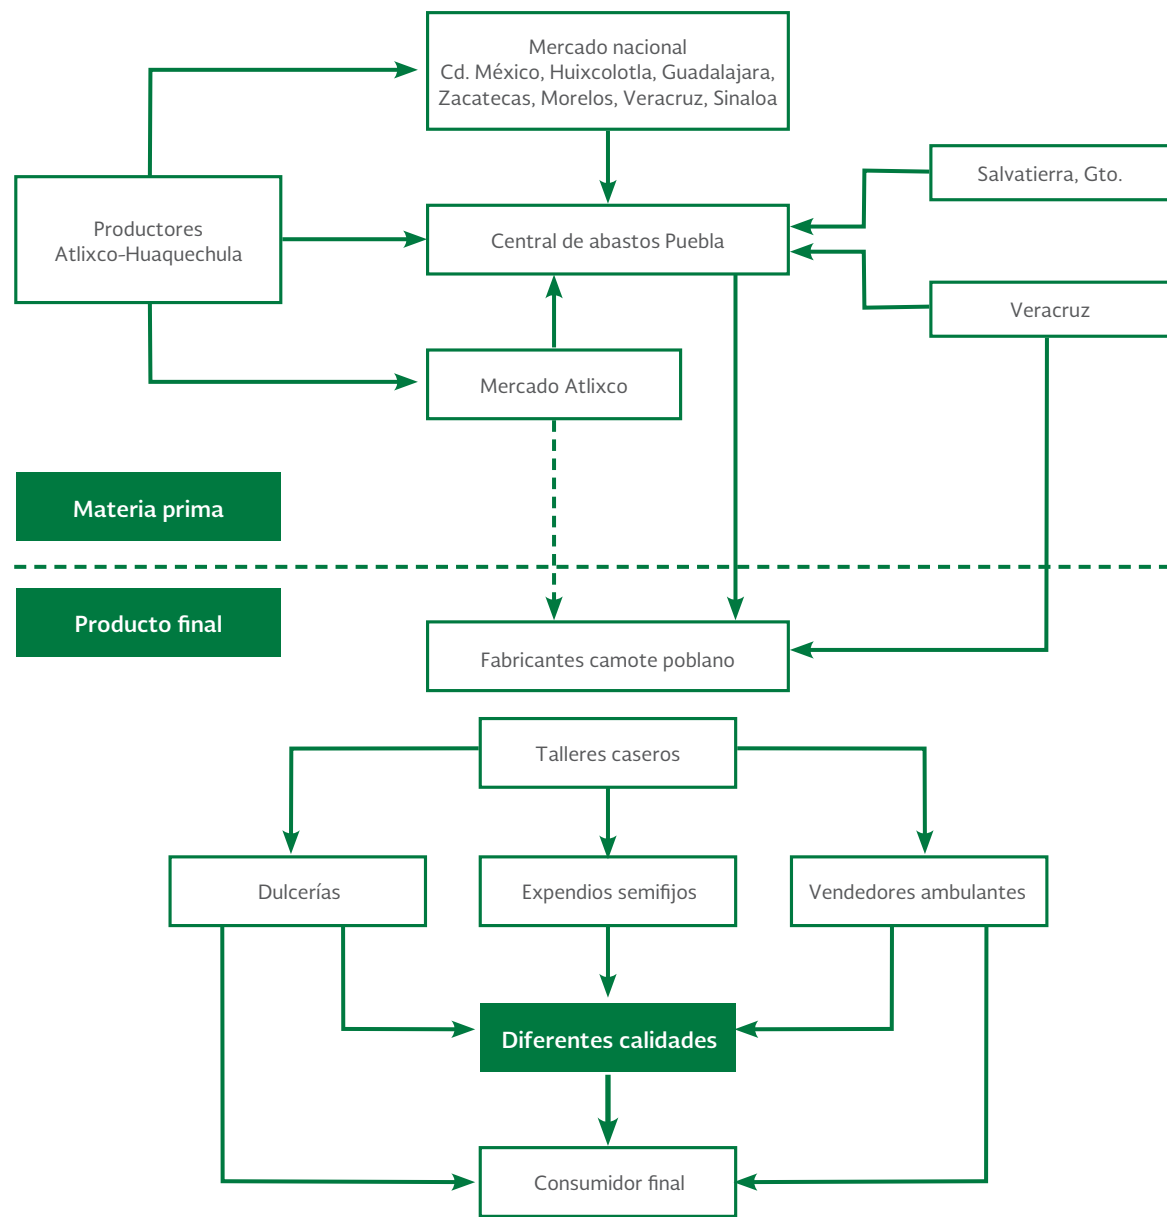 Mercado nacional
Cd. México, Huixcolotla, Guadalajara,
Zacatecas, Morelos, Veracruz, Sinaloa
Salvatierra, Gto.
Productores
Atlixco-Huaquechula
Central de abastos Puebla
Veracruz
Mercado Atlixco
Materia prima
Producto final
Fabricantes camote poblano
Talleres caseros
Dulcerías
Expendios semifijos
Vendedores ambulantes
Diferentes calidades
Consumidor final